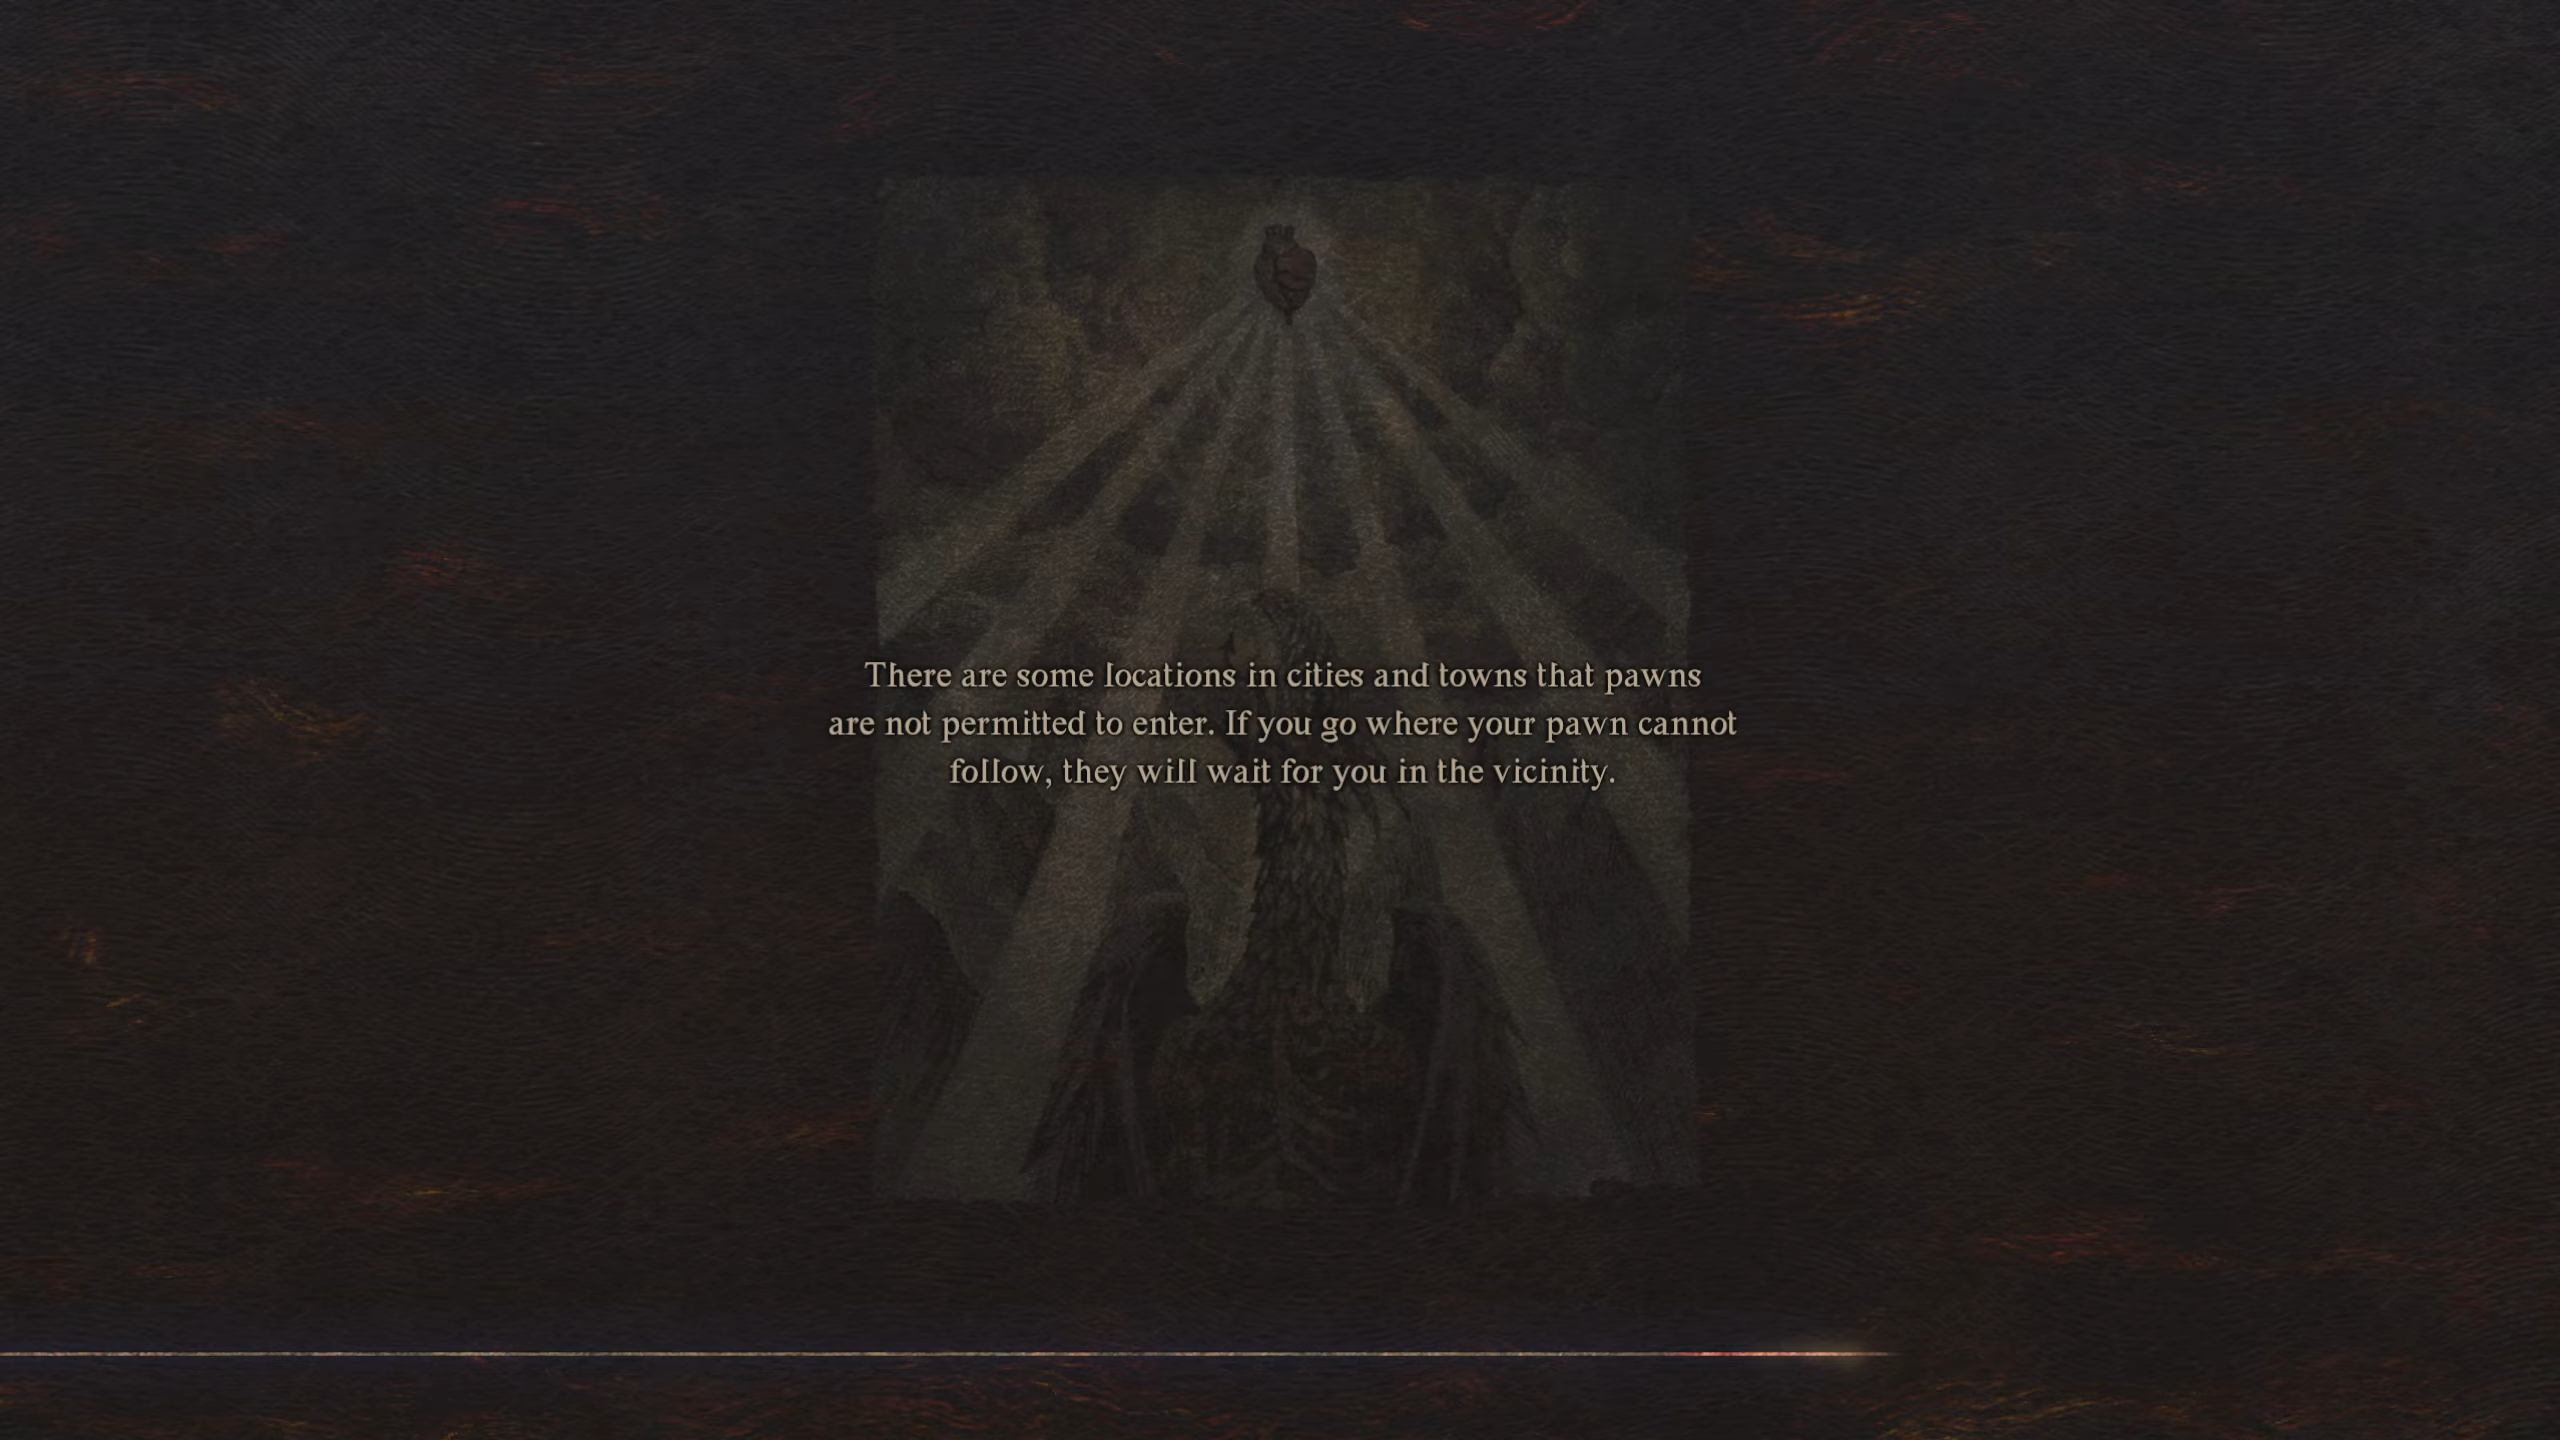 There are some locations in cities and towns that pawns
are not permitted to enter. If you go where your pawn cannot
follow, they will wait for you in the vicinity.